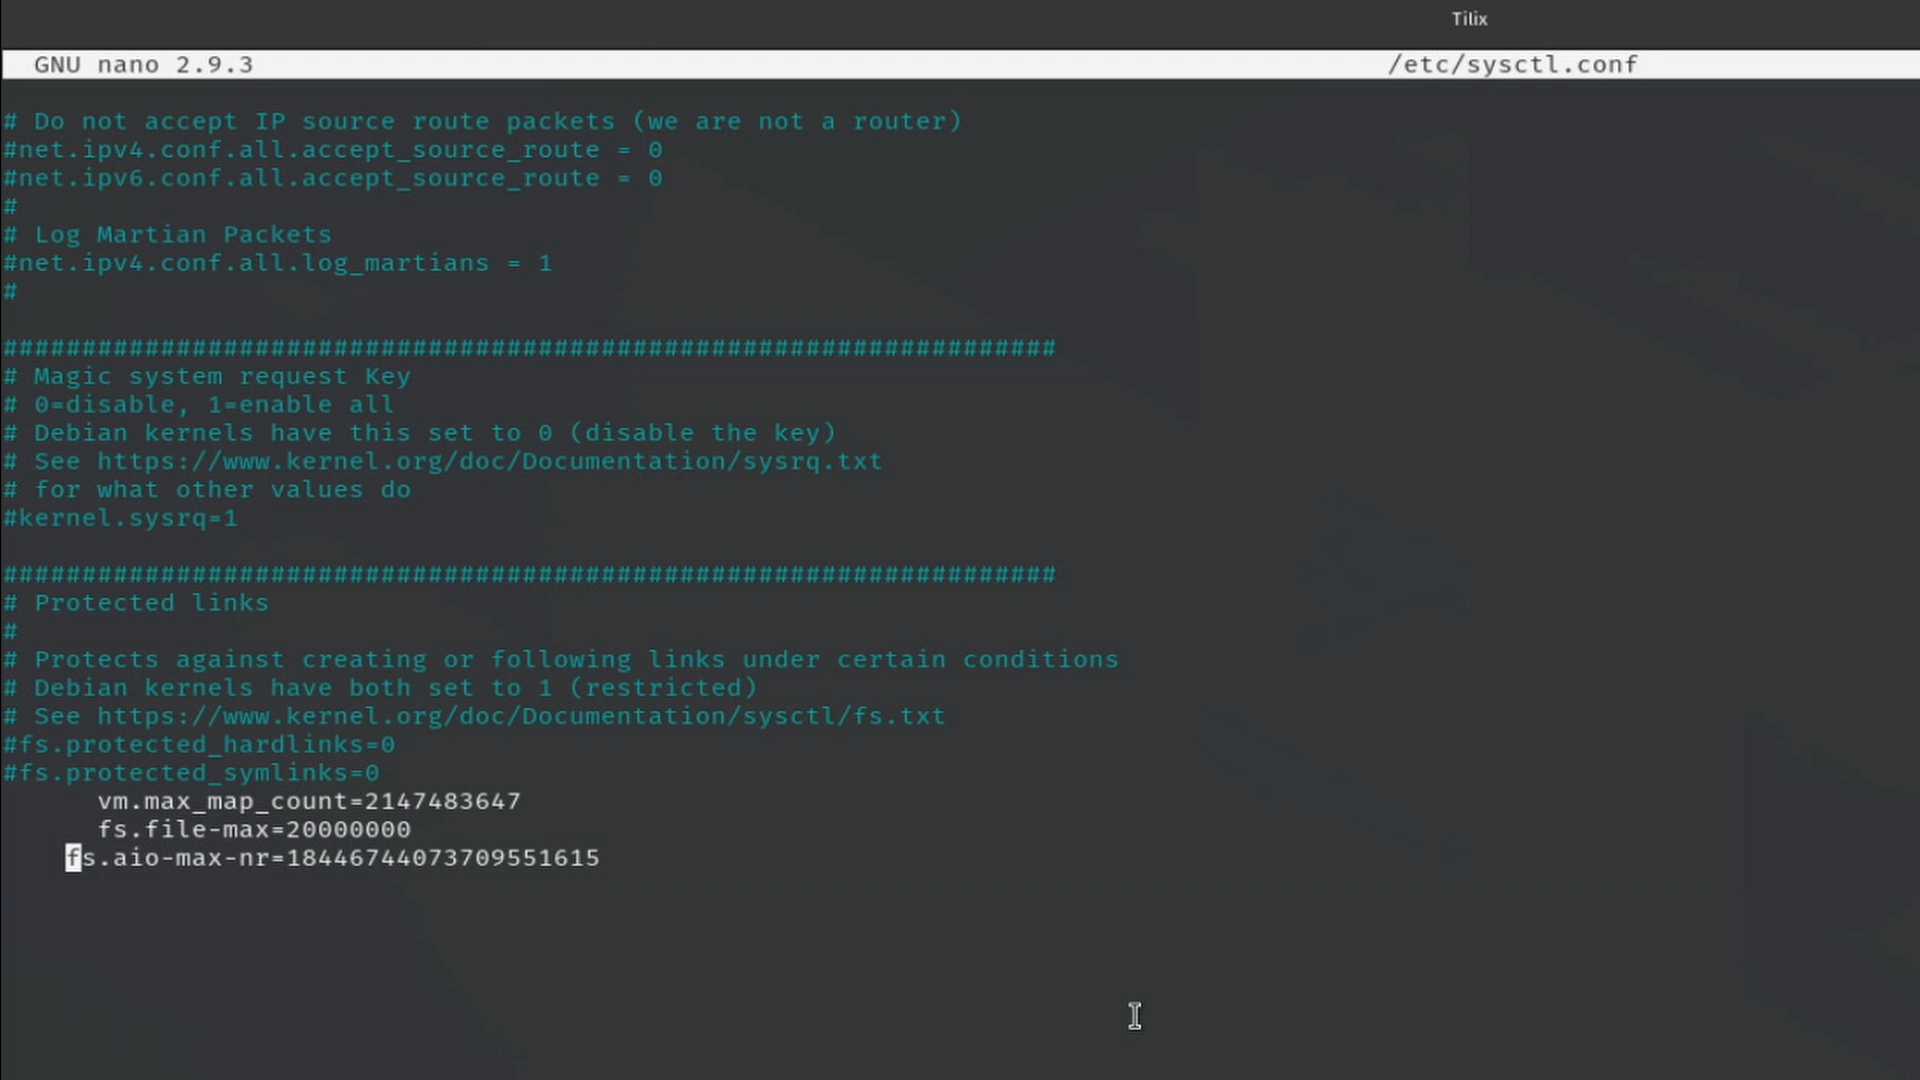 Tilix
GNU nano 2.9.3 /etc/sysctl.conf
# Do not accept IP source route packets (we are not a router)
#net.ipv4.conf.all.accept_source_route = 0
#net.ipv6.conf.all.accept_source_route = 0
#
# Log Martian Packets
#net.ipv4.conf.all.log_martians = 1
#
###################################################################
# Magic system request Key
# 0=disable, 1=enable all
# Debian kernels have this set to 0 (disable the key)
# See https://www.kernel.org/doc/Documentation/sysrq.txt
# for what other values do
#kernel.sysrq=1
###################################################################
# Protected links
#
# Protects against creating or following links under certain conditions
# Debian kernels have both set to 1 (restricted)
# See https://www.kernel.org/doc/Documentation/sysctl/fs.txt
#fs.protected_hardlinks=0
#fs.protected_symlinks=0
vm.max_map_count=2147483647
fs.file-max=20000000
fs.aio-max-nr=18446744073709551615